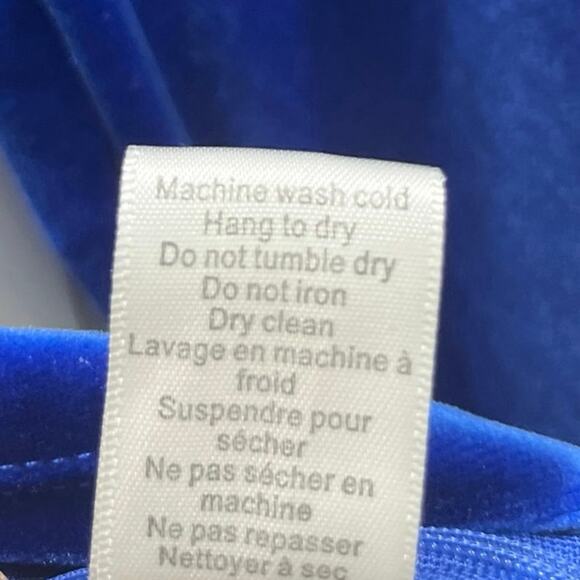 Machine wash cold
Hang to dry
Do not tumble dry
Do not iron
Dry clean
Lavage en machine à
froid
Suspendre pour
sécher
Ne pas sécher en
machine
Ne pas repasser
Nettoyer à sec